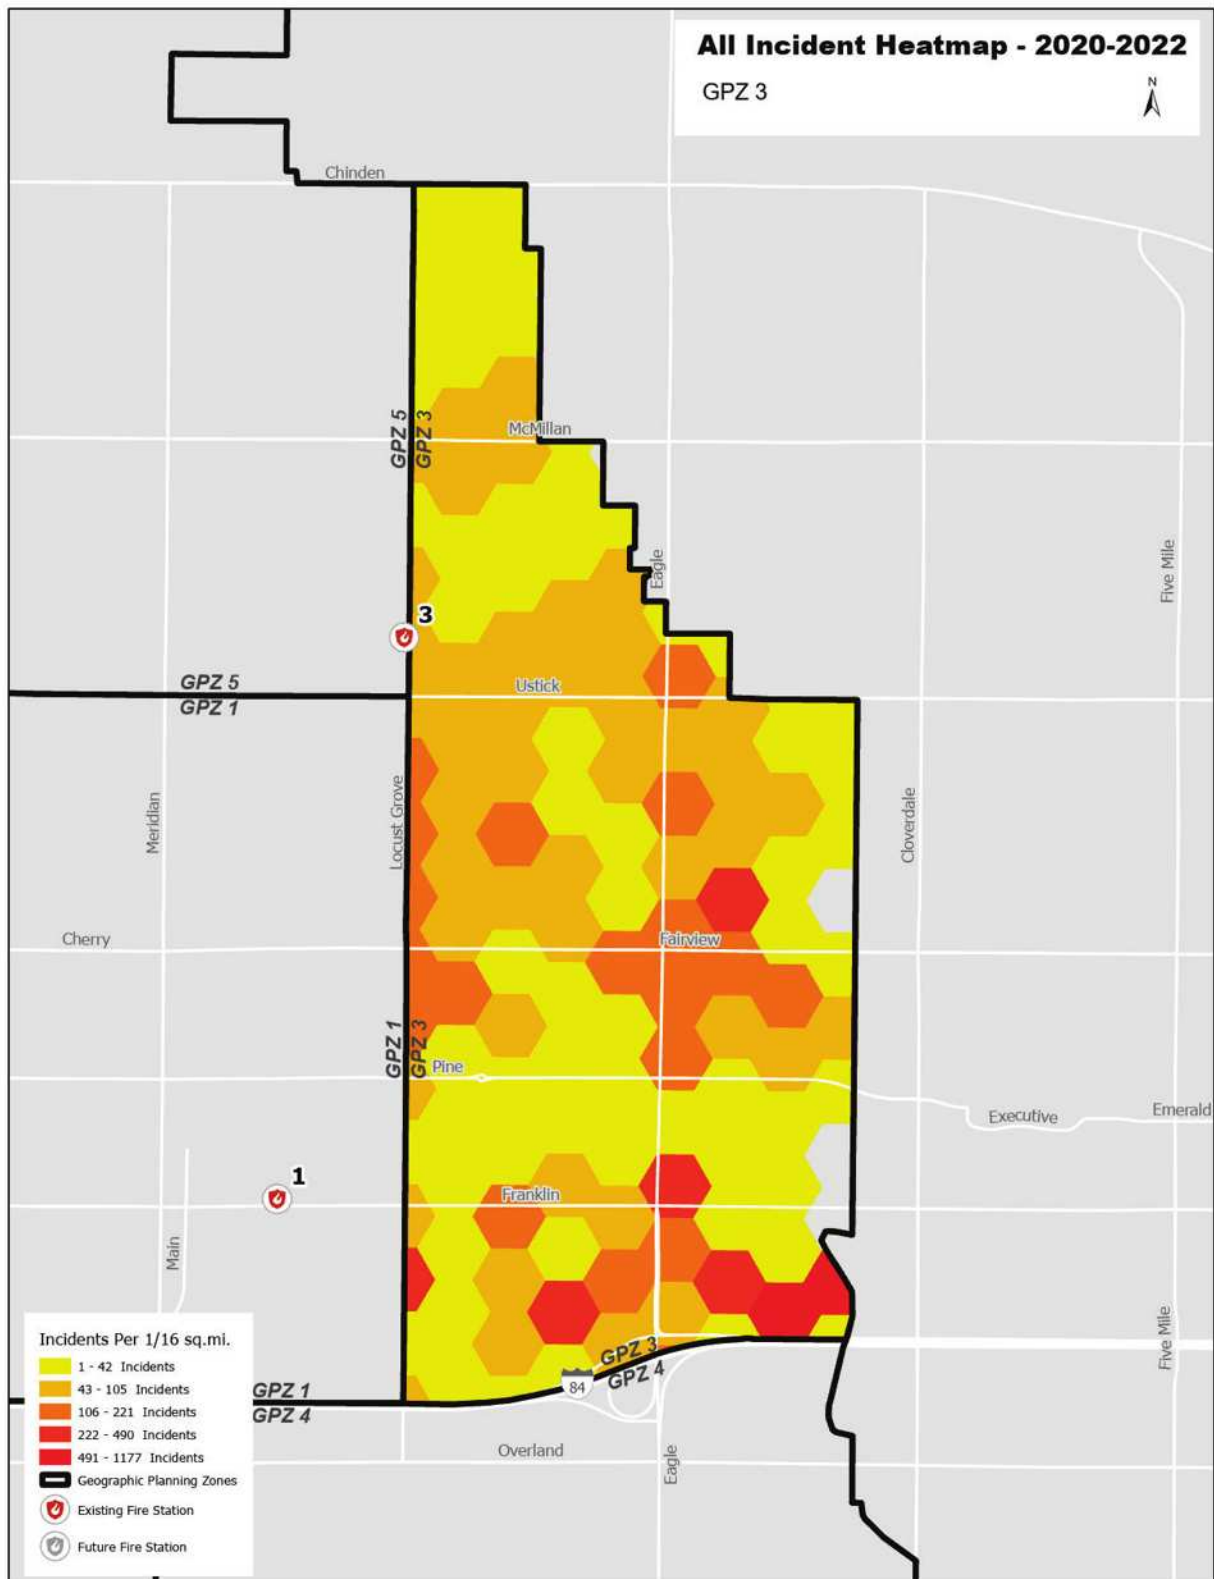 All Incident Heatmap - 2020-2022
GPZ 3
N
Chinden
GPZ 5
GPZ 3
McMillan
Eagle
Five Mile
3
GPZ 5
Ustick
GPZ 1
Meridian
Locust Grove
Cloverdale
Cherry
Fairview
GPZ 1
GPZ 3
Pine
Executive
Emerald
1
Franklin
Main
Five Mile
GPZ 3
GPZ 4
84
GPZ 1
GPZ 4
Overland
Eagle
Incidents Per 1/16 sq.mi.
1 - 42 Incidents
43 - 105 Incidents
106 - 221 Incidents
222 - 490 Incidents
491 - 1177 Incidents
Geographic Planning Zones
Existing Fire Station
Future Fire Station